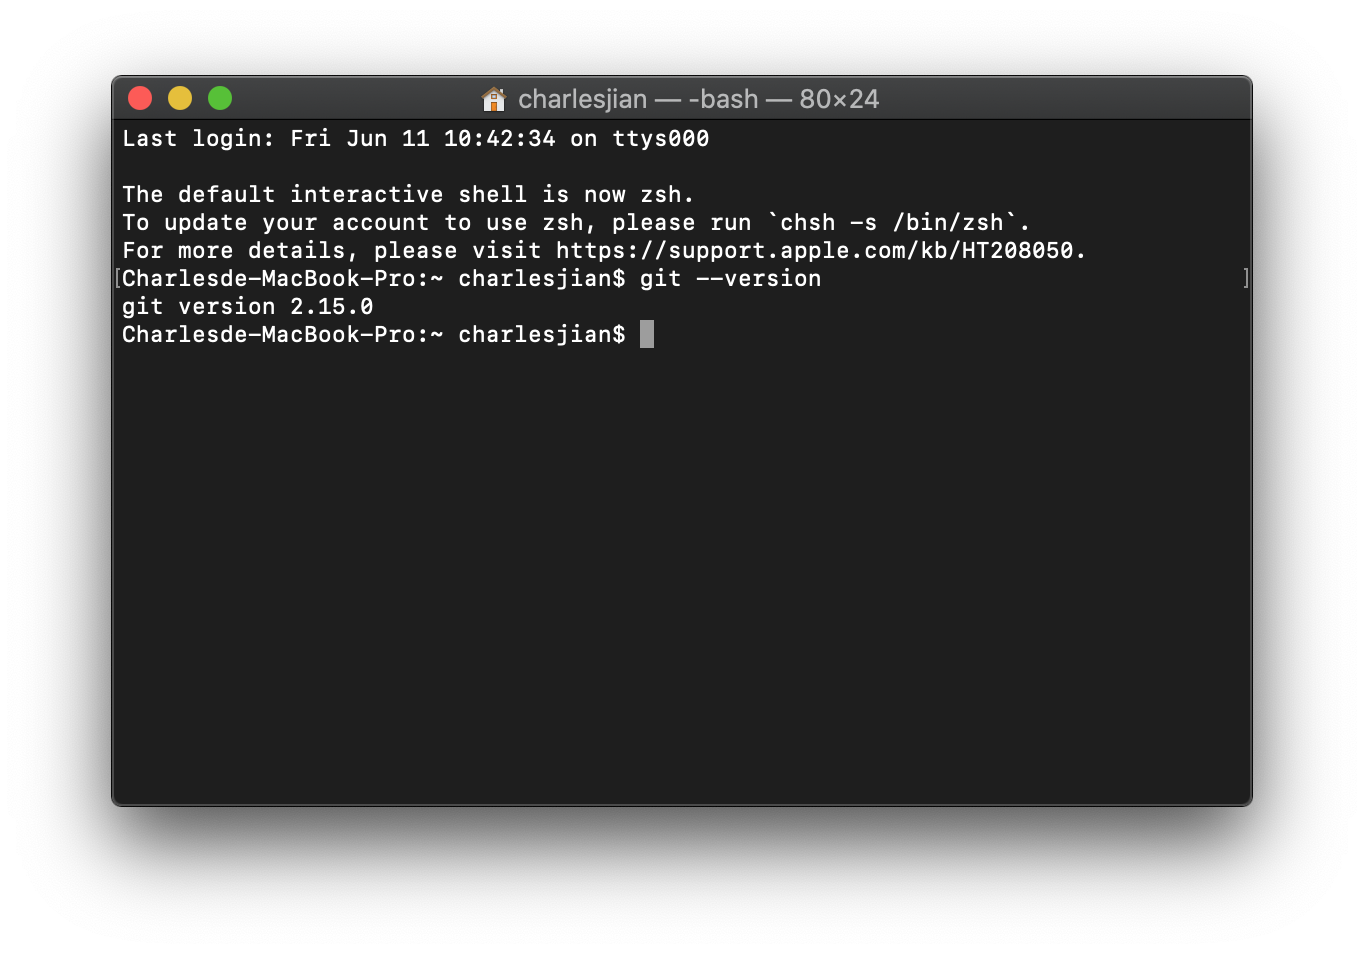 charlesjian — -bash — 80×24
Last login: Fri Jun 11 10:42:34 on ttys000
The default interactive shell is now zsh.
To update your account to use zsh, please run `chsh -s /bin/zsh`.
For more details, please visit https://support.apple.com/kb/HT208050.
[Charlesde-MacBook-Pro:~ charlesjian$ git --version ]
git version 2.15.0
Charlesde-MacBook-Pro:~ charlesjian$